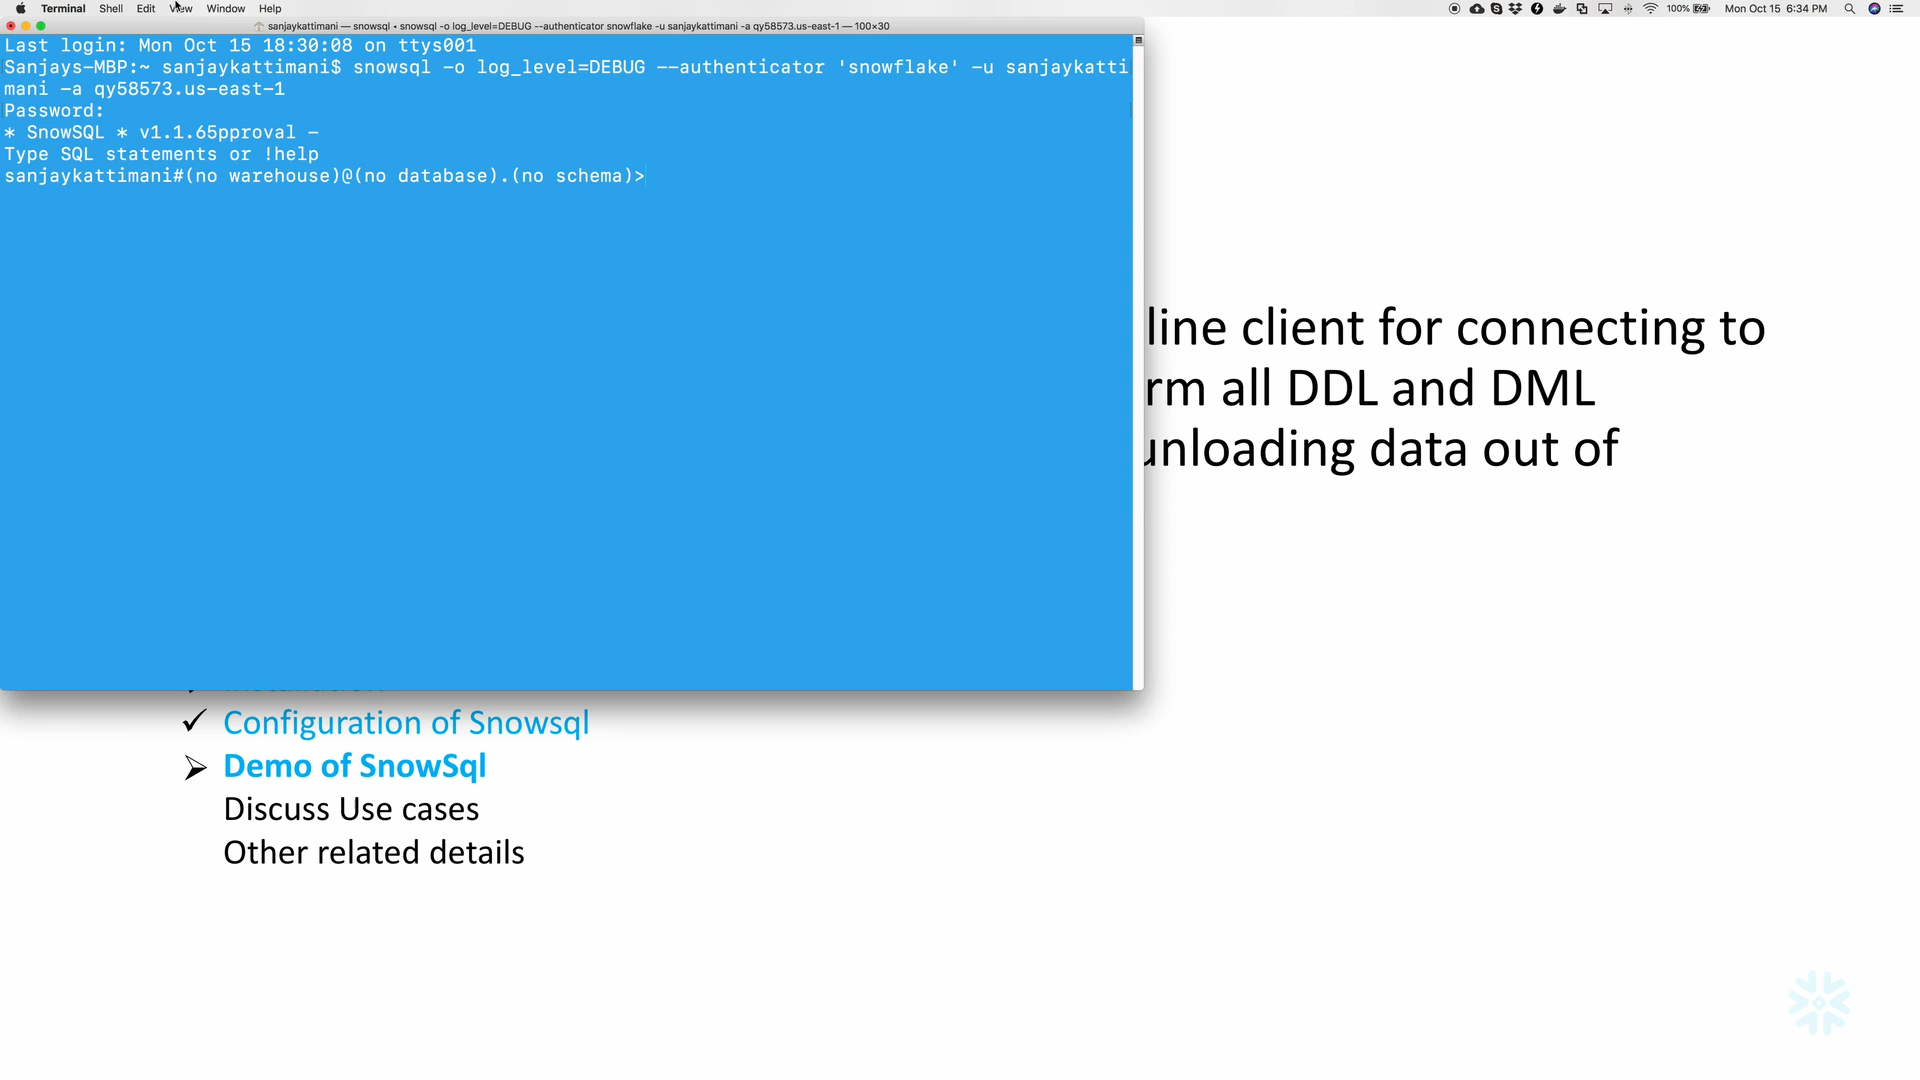 Terminal Shell Edit View Window Help 100% Mon Oct 15 6:34 PM
sanjaykattimani — snowsql • snowsql -o log_level=DEBUG --authenticator snowflake -u sanjaykattimani -a qy58573.us-east-1 — 100×30
Last login: Mon Oct 15 18:30:08 on ttys001
Sanjays-MBP:~ sanjaykattimani$ snowsql -o log_level=DEBUG --authenticator 'snowflake' -u sanjaykatti
mani -a qy58573.us-east-1
Password:
* SnowSQL * v1.1.65pproval -
Type SQL statements or !help
sanjaykattimani#(no warehouse)@(no database).(no schema)>
line client for connecting to
rm all DDL and DML
unloading data out of
Configuration of Snowsql
Demo of SnowSql
Discuss Use cases
Other related details